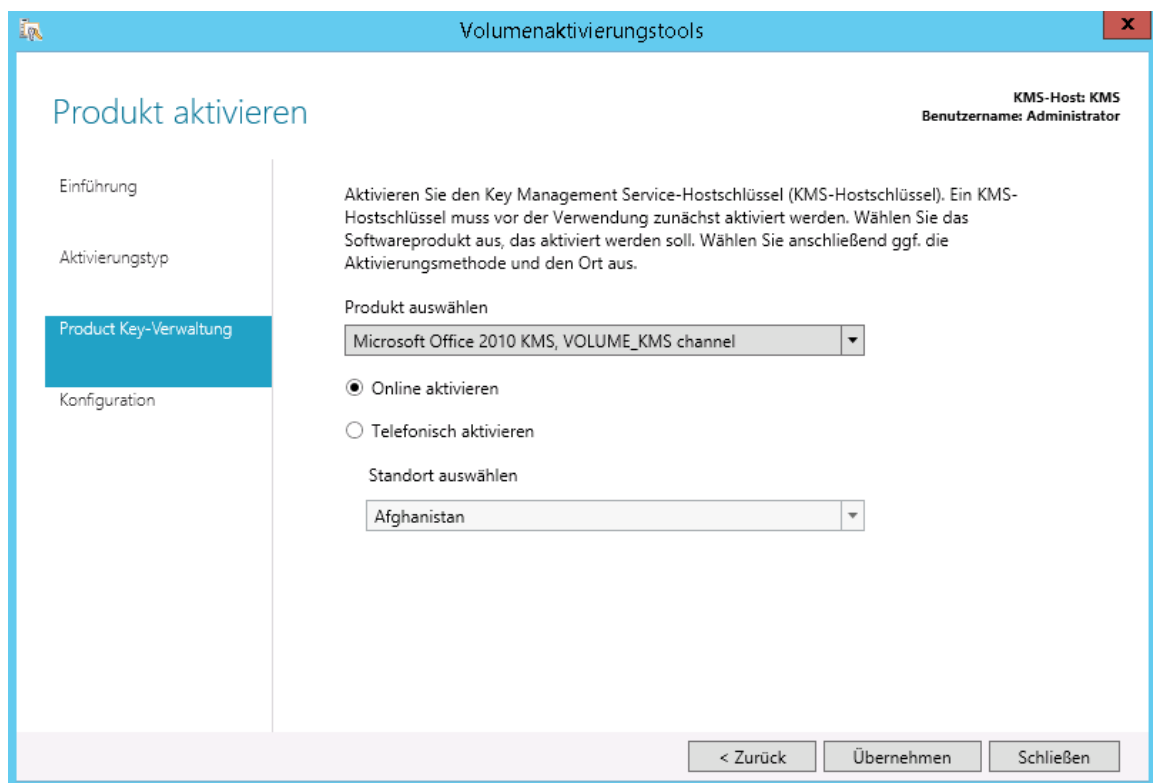 Volumenaktivierungstools
x
Produkt aktivieren
KMS-Host: KMS
Benutzername: Administrator
Einführung
Aktivierungstyp
Product Key-Verwaltung
Konfiguration
Aktivieren Sie den Key Management Service-Hostschlüssel (KMS-Hostschlüssel). Ein KMS-
Hostschlüssel muss vor der Verwendung zunächst aktiviert werden. Wählen Sie das
Softwareprodukt aus, das aktiviert werden soll. Wählen Sie anschließend ggf. die
Aktivierungsmethode und den Ort aus.
Produkt auswählen
Microsoft Office 2010 KMS, VOLUME_KMS channel
Online aktivieren
Telefonisch aktivieren
Standort auswählen
Afghanistan
< Zurück
Übernehmen
Schließen